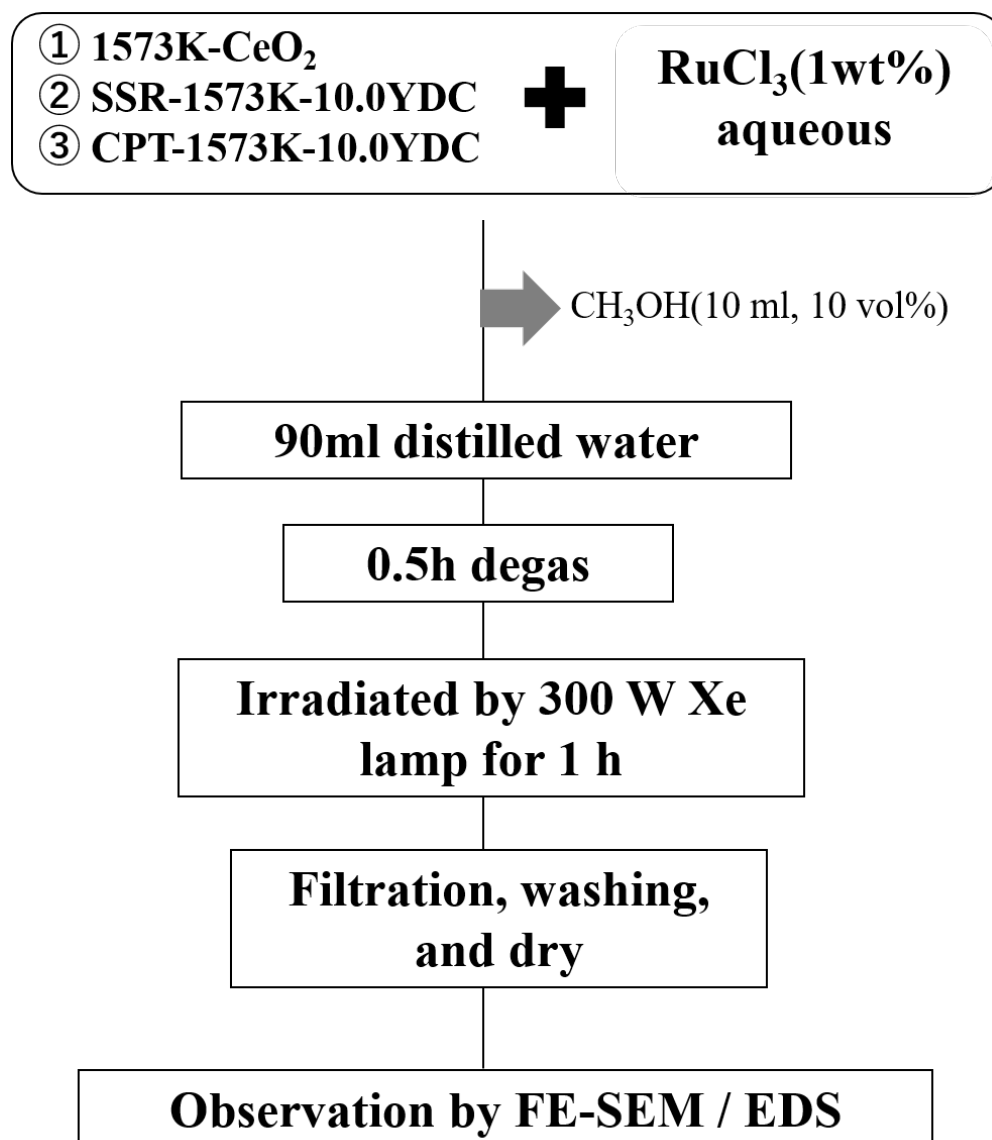 ① 1573K-CeO₂
② SSR-1573K-10.0YDC
③ CPT-1573K-10.0YDC
RuCl₃(1wt%)
aqueous
CH₃OH(10 ml, 10 vol%)
90ml distilled water
0.5h degas
Irradiated by 300 W Xe
lamp for 1 h
Filtration, washing,
and dry
Observation by FE-SEM / EDS